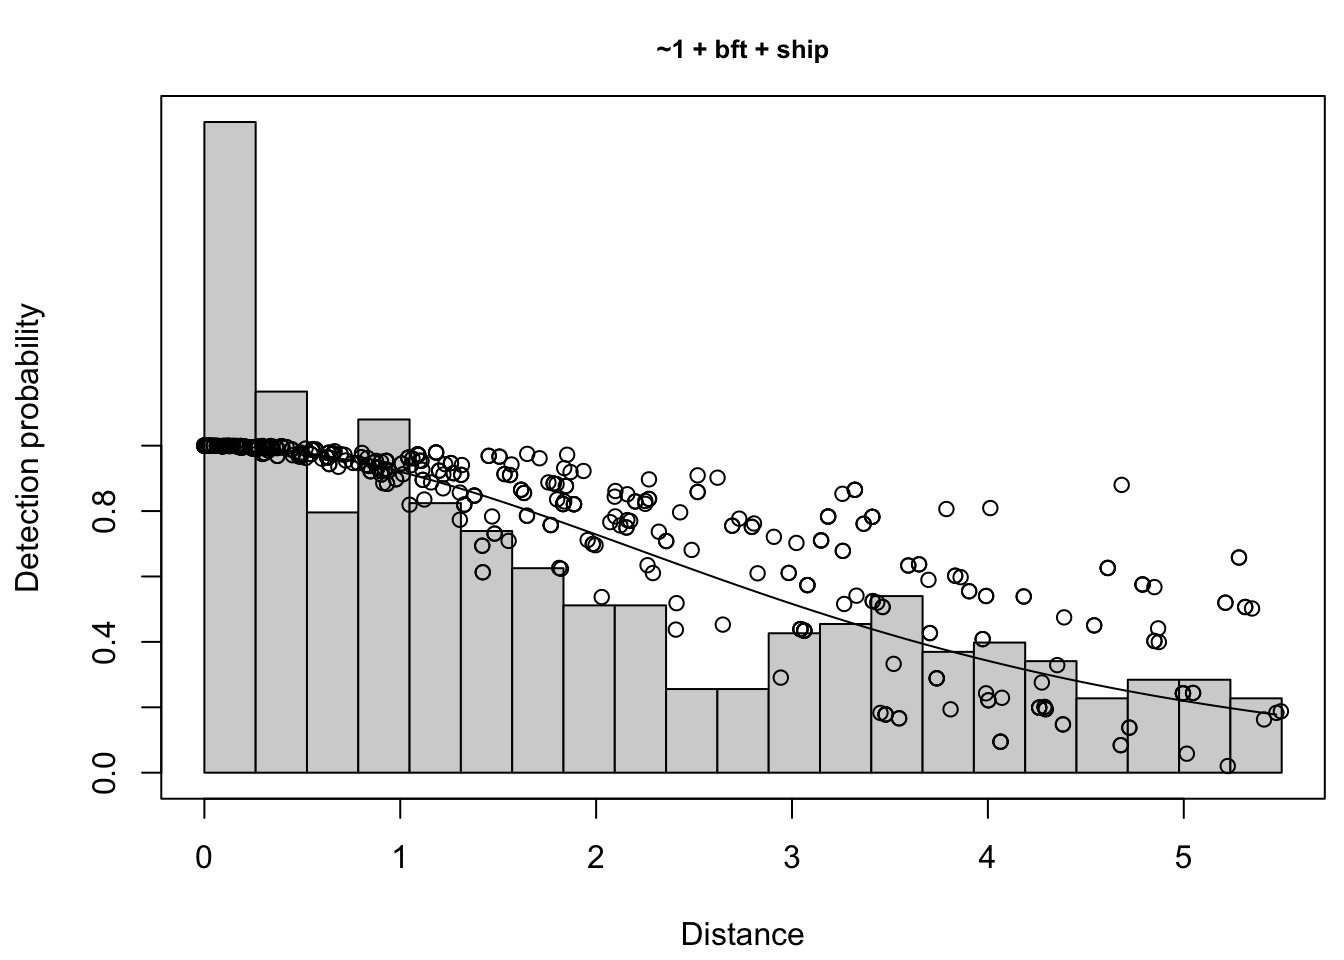 ~1 + bft + ship
Detection probability
0.8
0.4
0.0
0 1 2 3 4 5
Distance